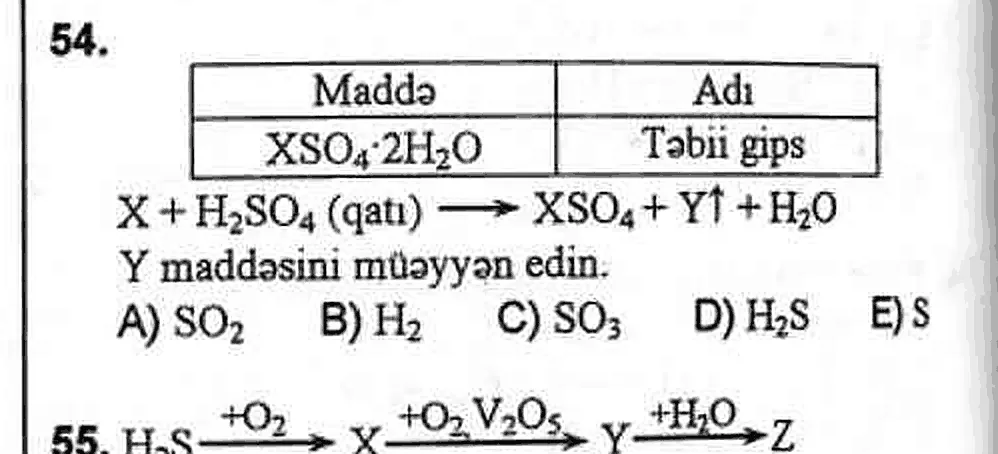 54.
Maddə Adı
XSO₄·2H₂O Təbii gips
X + H₂SO₄ (qatı) ⟶ XSO₄ + Y↑ + H₂O
Y maddəsini müəyyən edin.
A) SO₂ B) H₂ C) SO₃ D) H₂S E) S
+O₂ +O₂ V₂O₅ +H₂O
55. H₂S ⟶ X ⟶ Y ⟶ Z